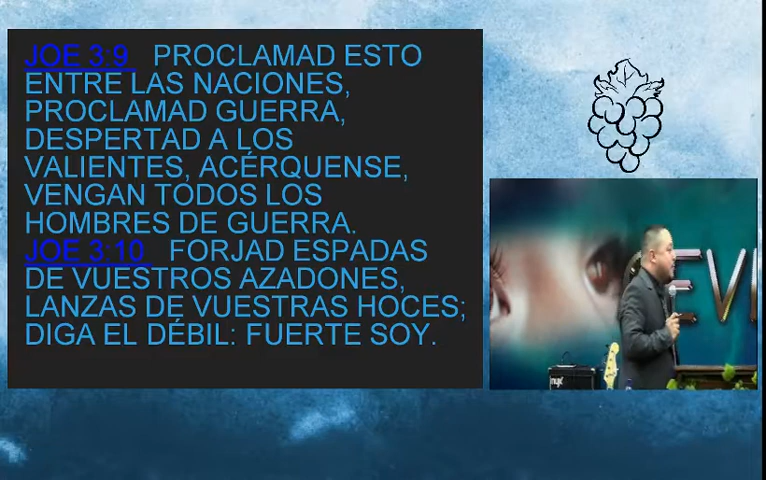 JOE 3:9 PROCLAMAD ESTO
ENTRE LAS NACIONES,
PROCLAMAD GUERRA,
DESPERTAD A LOS
VALIENTES, ACÉRQUENSE,
VENGAN TODOS LOS
HOMBRES DE GUERRA.
JOE 3:10 FORJAD ESPADAS
DE VUESTROS AZADONES,
LANZAS DE VUESTRAS HOCES;
DIGA EL DÉBIL: FUERTE SOY.